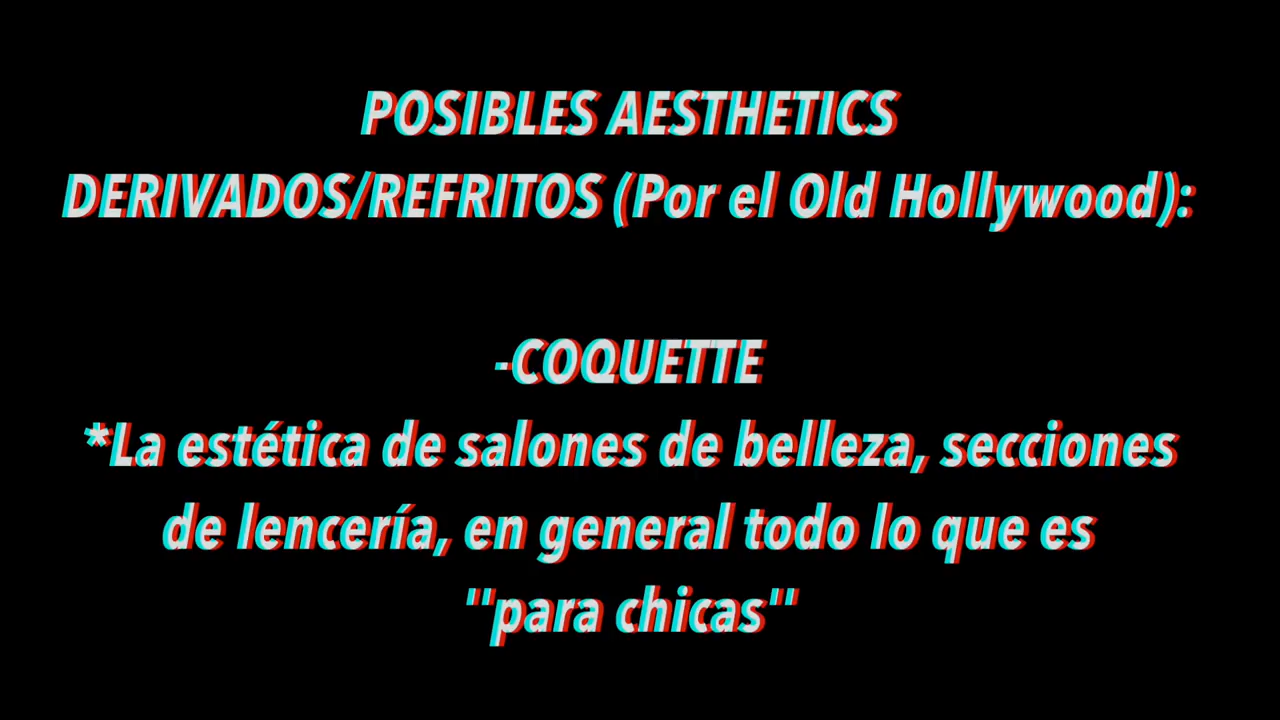 POSIBLES AESTHETICS
DERIVADOS/REFRITOS (Por el Old Hollywood):
-COQUETTE
*La estética de salones de belleza, secciones
de lencería, en general todo lo que es
"para chicas"